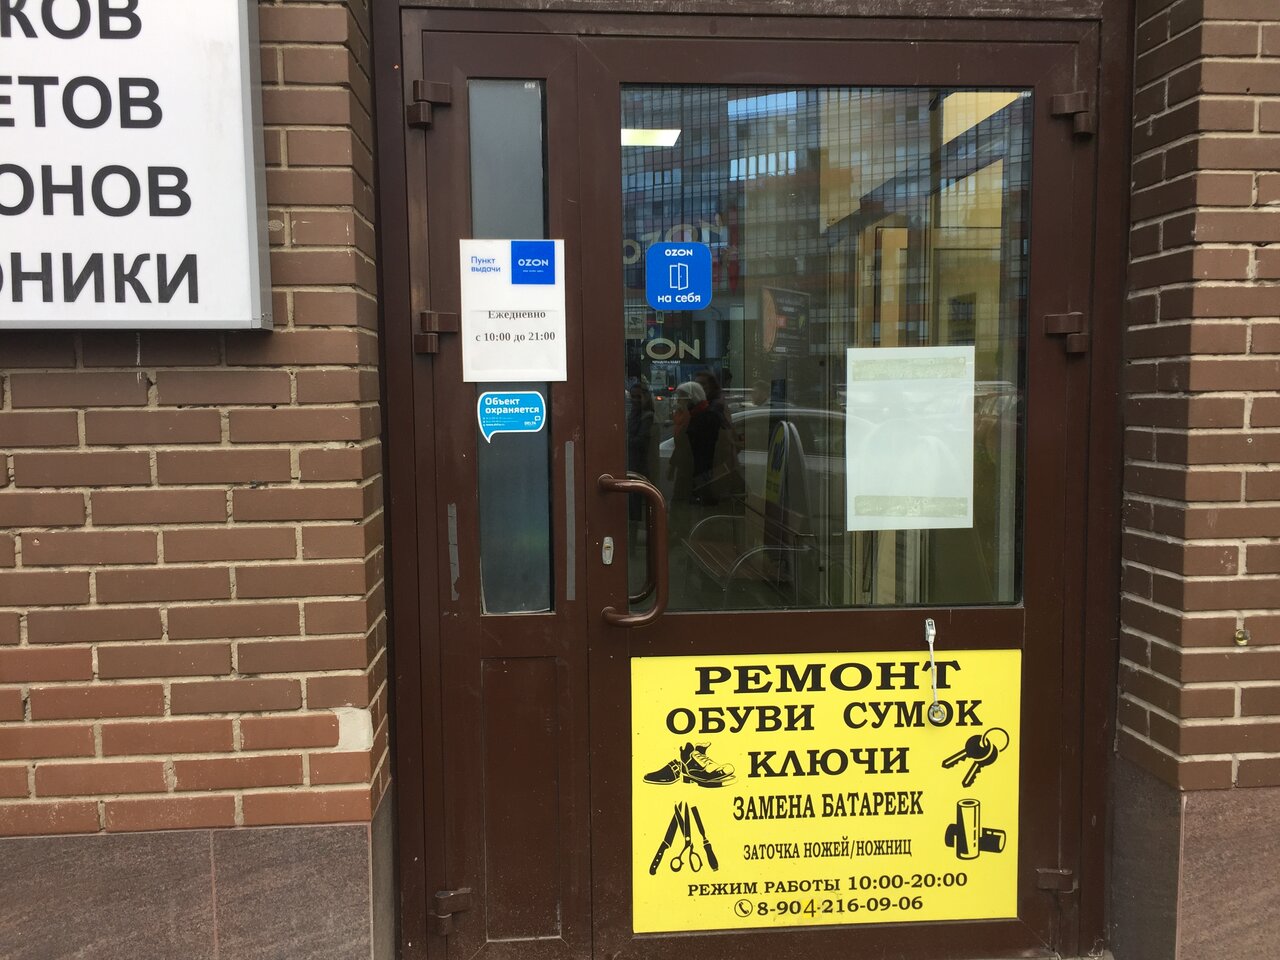 КОВ
ЕТОВ
ОНОВ
ОНИКИ
Пункт
выдачи
OZON
Ежедневно
с 10:00 до 21:00
Объект
охраняется
OZON
на себя
OZON
OZON
РЕМОНТ
ОБУВИ СУМОК
КЛЮЧИ
ЗАМЕНА БАТАРЕЕК
ЗАТОЧКА НОЖЕЙ/НОЖНИЦ
РЕЖИМ РАБОТЫ 10:00-20:00
8-904-216-09-06